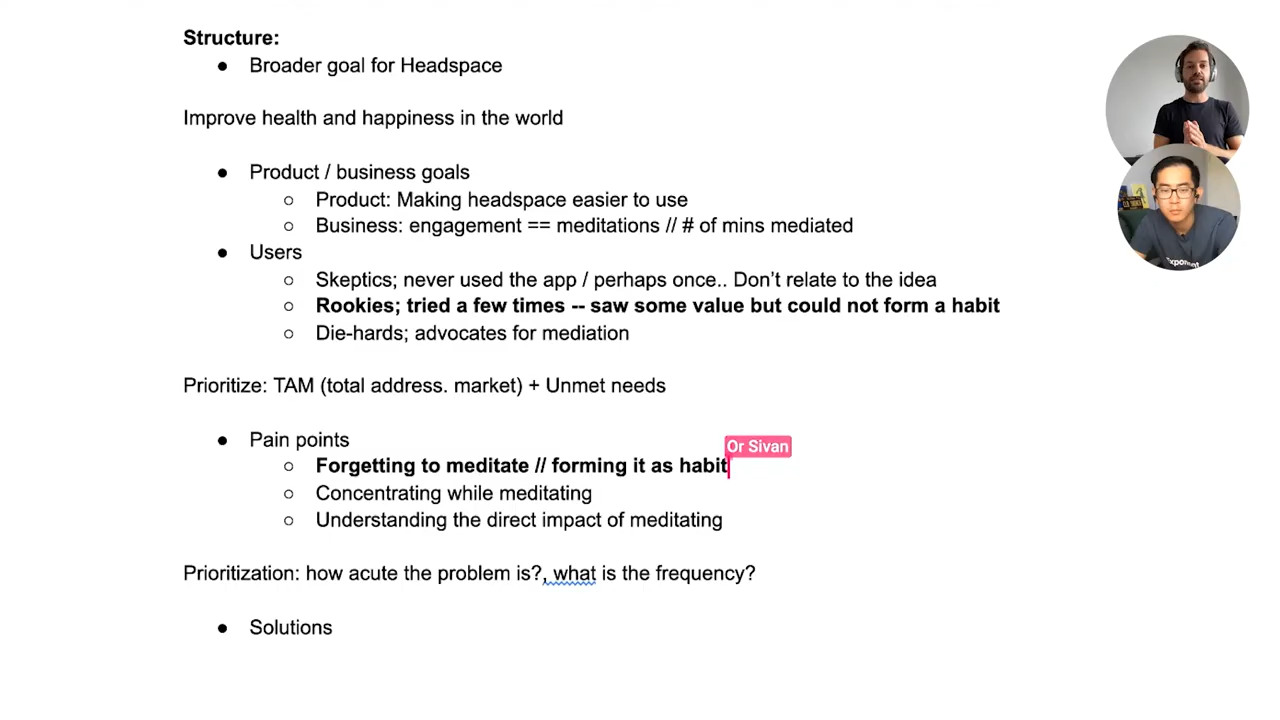 Structure:
● Broader goal for Headspace
Improve health and happiness in the world
● Product / business goals
○ Product: Making headspace easier to use
○ Business: engagement == meditations // # of mins mediated
● Users
○ Skeptics; never used the app / perhaps once.. Don’t relate to the idea
○ Rookies; tried a few times -- saw some value but could not form a habit
○ Die-hards; advocates for mediation
Prioritize: TAM (total address. market) + Unmet needs
● Pain points
Or Sivan
○ Forgetting to meditate // forming it as habit
○ Concentrating while meditating
○ Understanding the direct impact of meditating
Prioritization: how acute the problem is?, what is the frequency?
● Solutions